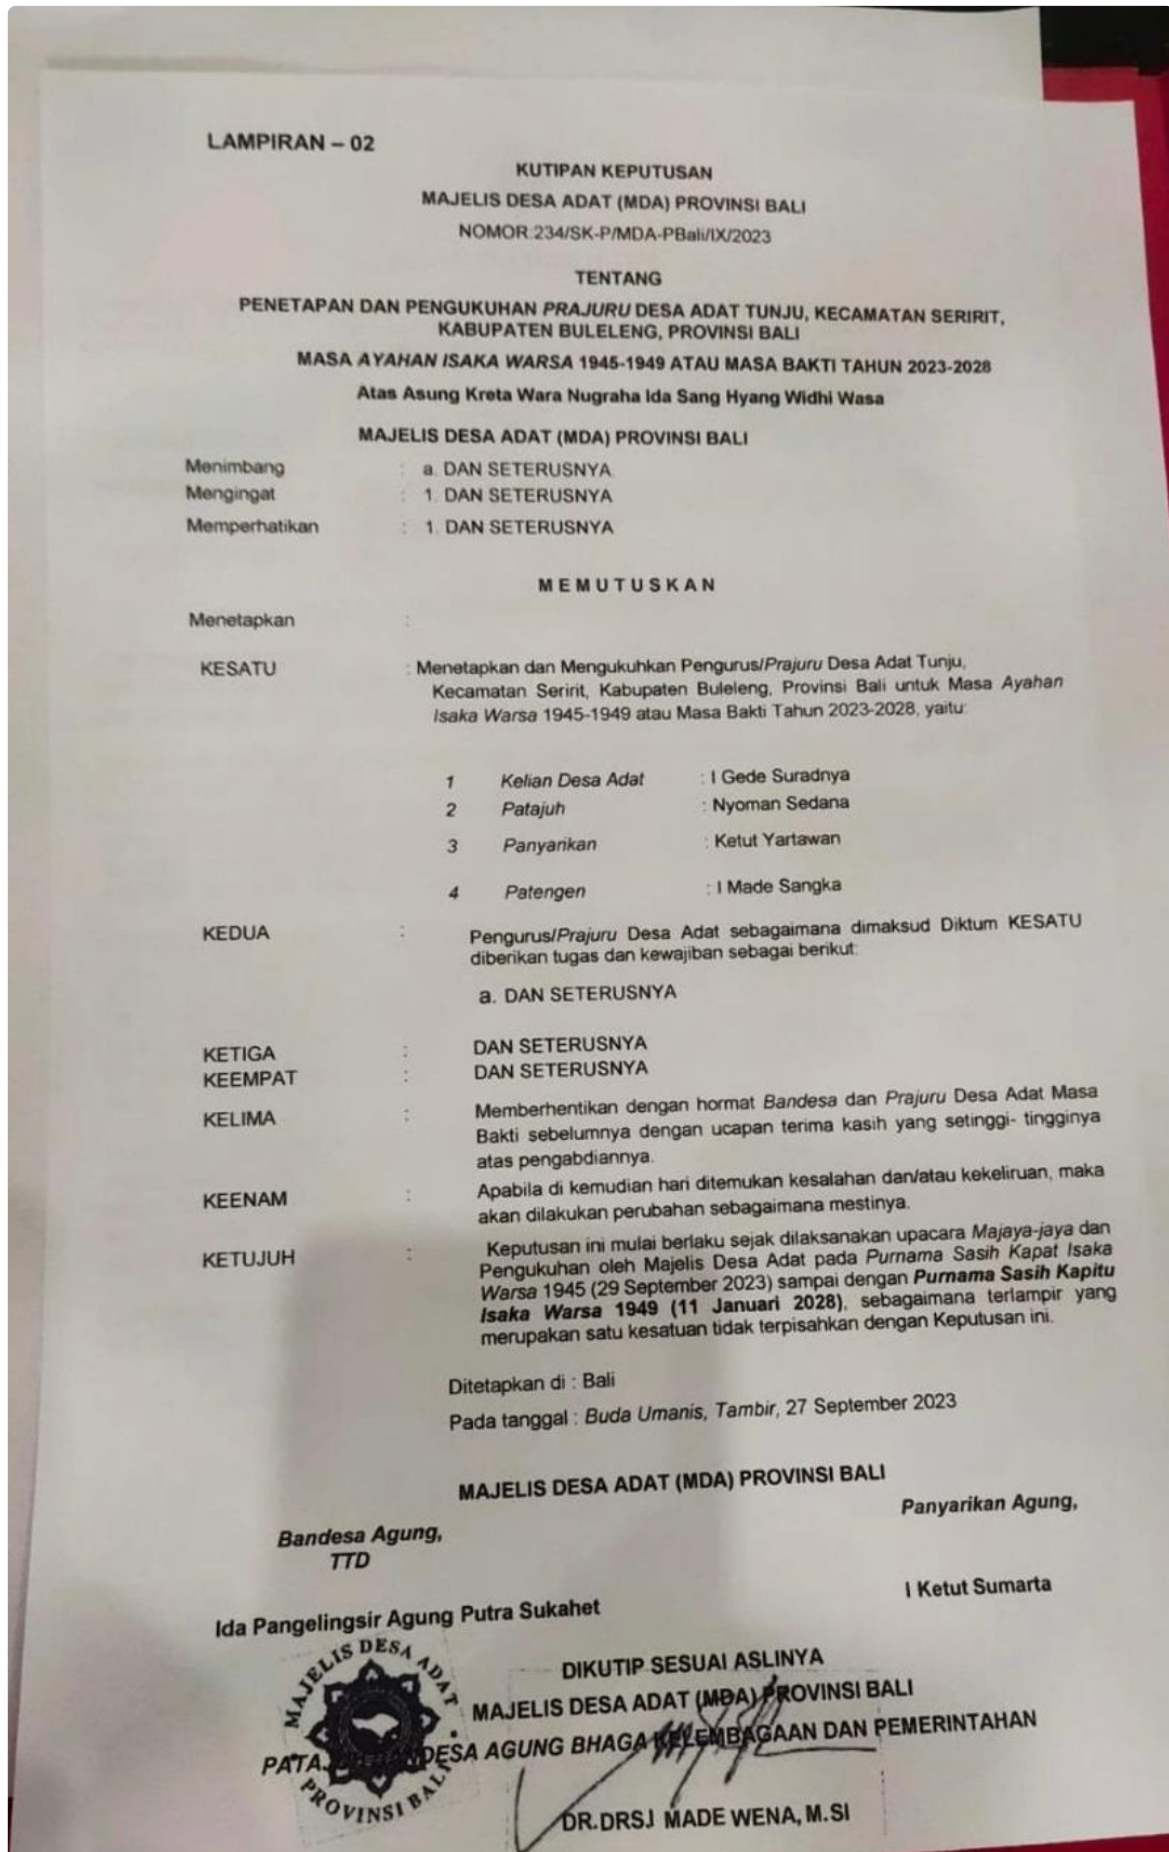 LAMPIRAN – 02
KUTIPAN KEPUTUSAN
MAJELIS DESA ADAT (MDA) PROVINSI BALI
NOMOR:234/SK-P/MDA-PBali/IX/2023
TENTANG
PENETAPAN DAN PENGUKUHAN PRAJURU DESA ADAT TUNJU, KECAMATAN SERIRIT,
KABUPATEN BULELENG, PROVINSI BALI
MASA AYAHAN ISAKA WARSA 1945-1949 ATAU MASA BAKTI TAHUN 2023-2028
Atas Asung Kreta Wara Nugraha Ida Sang Hyang Widhi Wasa
MAJELIS DESA ADAT (MDA) PROVINSI BALI
Menimbang : a. DAN SETERUSNYA.
Mengingat : 1. DAN SETERUSNYA
Memperhatikan : 1. DAN SETERUSNYA
MEMUTUSKAN
Menetapkan :
KESATU : Menetapkan dan Mengukuhkan Pengurus/Prajuru Desa Adat Tunju,
Kecamatan Seririt, Kabupaten Buleleng, Provinsi Bali untuk Masa Ayahan
Isaka Warsa 1945-1949 atau Masa Bakti Tahun 2023-2028, yaitu:
1 Kelian Desa Adat : I Gede Suradnya
2 Patajuh : Nyoman Sedana
3 Panyarikan : Ketut Yartawan
4 Patengen : I Made Sangka
KEDUA : Pengurus/Prajuru Desa Adat sebagaimana dimaksud Diktum KESATU
diberikan tugas dan kewajiban sebagai berikut:
a. DAN SETERUSNYA
KETIGA : DAN SETERUSNYA
KEEMPAT : DAN SETERUSNYA
KELIMA : Memberhentikan dengan hormat Bandesa dan Prajuru Desa Adat Masa
Bakti sebelumnya dengan ucapan terima kasih yang setinggi- tingginya
atas pengabdiannya.
KEENAM : Apabila di kemudian hari ditemukan kesalahan dan/atau kekeliruan, maka
akan dilakukan perubahan sebagaimana mestinya.
KETUJUH : Keputusan ini mulai berlaku sejak dilaksanakan upacara Majaya-jaya dan
Pengukuhan oleh Majelis Desa Adat pada Purnama Sasih Kapat Isaka
Warsa 1945 (29 September 2023) sampai dengan Purnama Sasih Kapitu
Isaka Warsa 1949 (11 Januari 2028), sebagaimana terlampir yang
merupakan satu kesatuan tidak terpisahkan dengan Keputusan ini.
Ditetapkan di : Bali
Pada tanggal : Buda Umanis, Tambir, 27 September 2023
MAJELIS DESA ADAT (MDA) PROVINSI BALI
Bandesa Agung, Panyarikan Agung,
TTD
Ida Pangelingsir Agung Putra Sukahet I Ketut Sumarta
MAJELIS DESA ADAT
PROVINSI BALI
DIKUTIP SESUAI ASLINYA
MAJELIS DESA ADAT (MDA) PROVINSI BALI
AGUNG BHAGA KELEMBAGAAN DAN PEMERINTAHAN
DR.DRSJ MADE WENA, M.SI